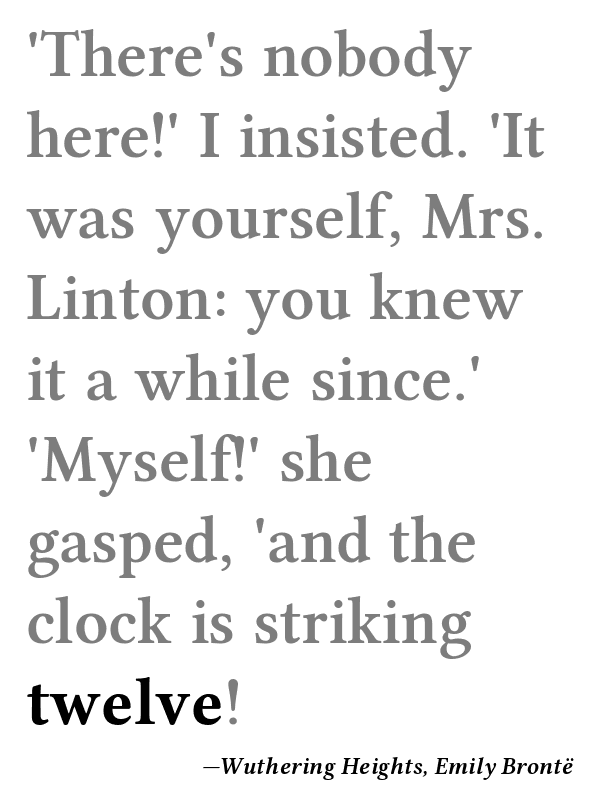 'There's nobody
here!' I insisted. 'It
was yourself, Mrs.
Linton: you knew
it a while since.'
'Myself!' she
gasped, 'and the
clock is striking
twelve!
—Wuthering Heights, Emily Brontë